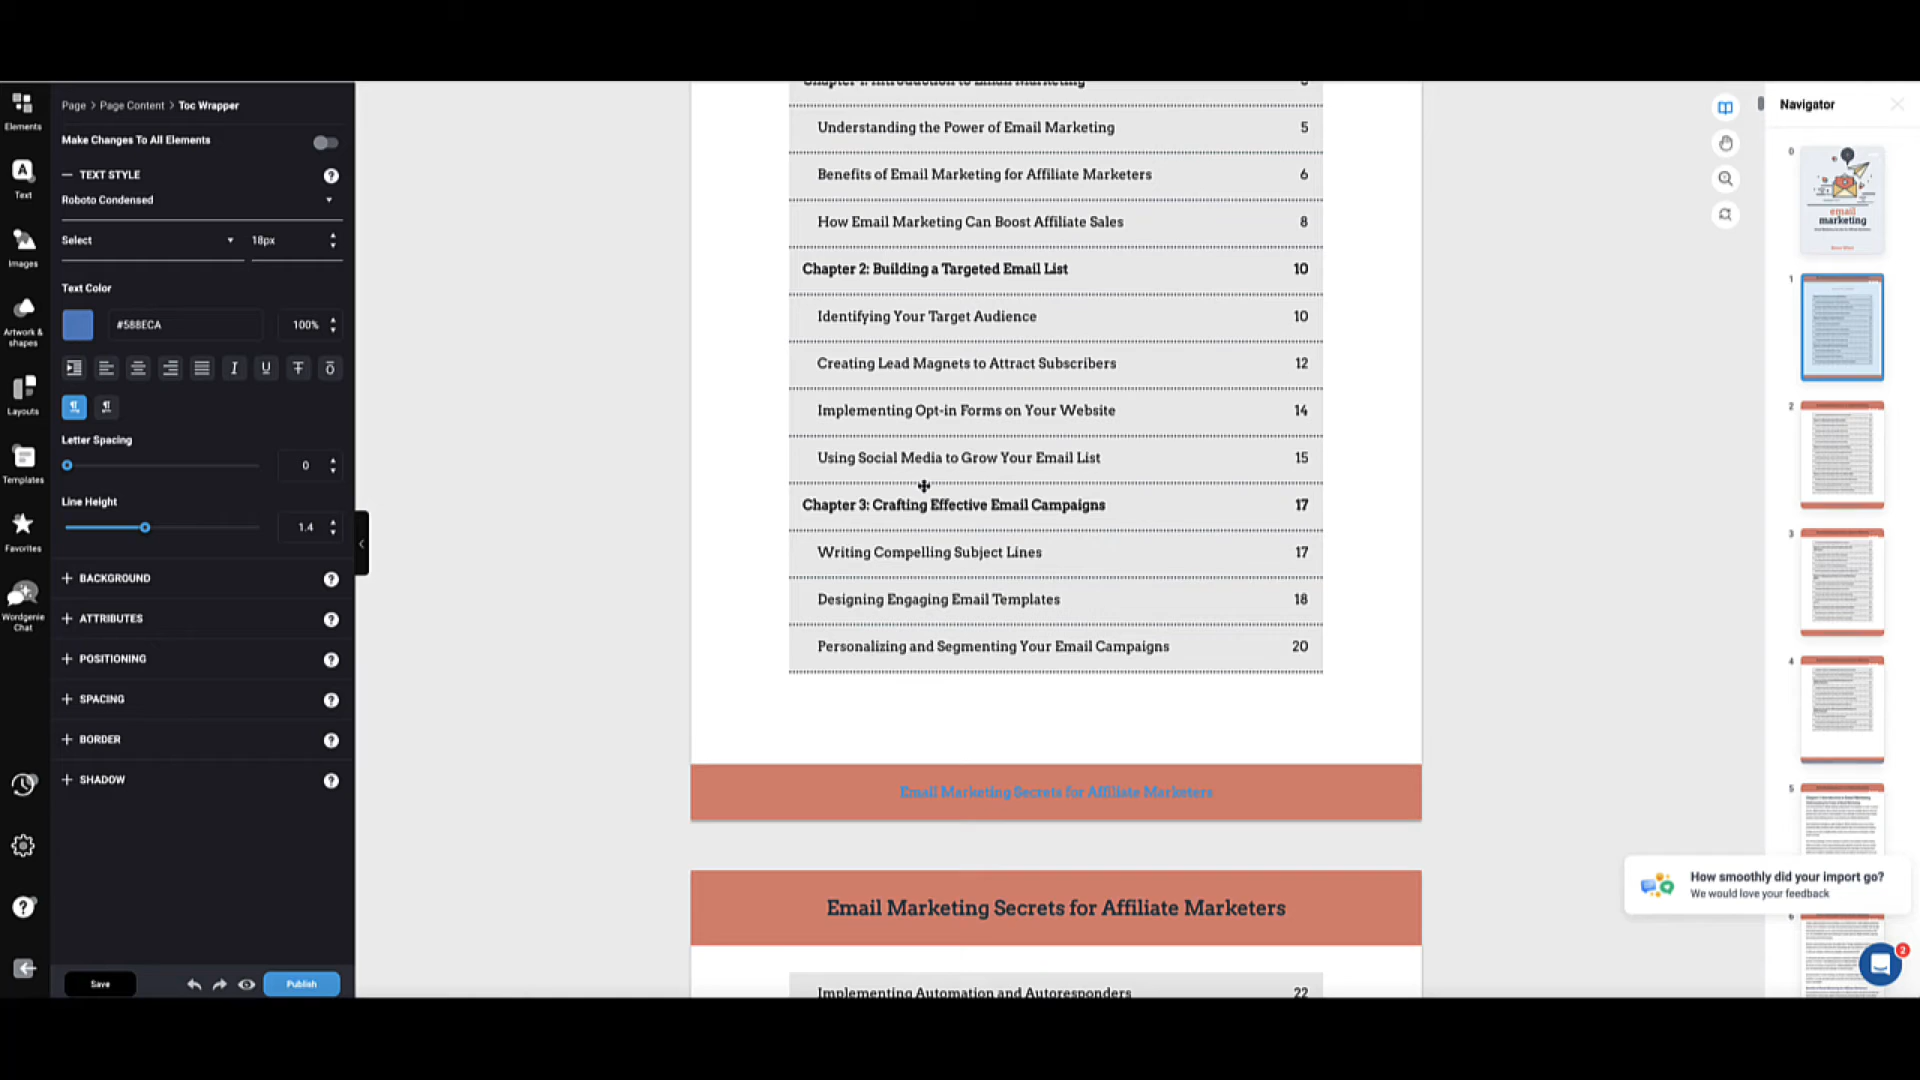 Elements
Text
Images
Artwork &
shapes
Layouts
Templates
Favorites
Wordgenie
Chat
Page > Page Content > Toc Wrapper
Make Changes To All Elements
TEXT STYLE
Roboto Condensed
Select
18px
Text Color
#588ECA
100%
Letter Spacing
0
Line Height
1.4
BACKGROUND
ATTRIBUTES
POSITIONING
SPACING
BORDER
SHADOW
Save
Publish
Chapter 1: Introduction to Email Marketing
Understanding the Power of Email Marketing 5
Benefits of Email Marketing for Affiliate Marketers 6
How Email Marketing Can Boost Affiliate Sales 8
Chapter 2: Building a Targeted Email List 10
Identifying Your Target Audience 10
Creating Lead Magnets to Attract Subscribers 12
Implementing Opt-in Forms on Your Website 14
Using Social Media to Grow Your Email List 15
Chapter 3: Crafting Effective Email Campaigns 17
Writing Compelling Subject Lines 17
Designing Engaging Email Templates 18
Personalizing and Segmenting Your Email Campaigns 20
Email Marketing Secrets for Affiliate Marketers
Email Marketing Secrets for Affiliate Marketers
Implementing Automation and Autoresponders 22
Navigator
0
email
marketing
1
2
3
4
5
6
How smoothly did your import go?
We would love your feedback
2